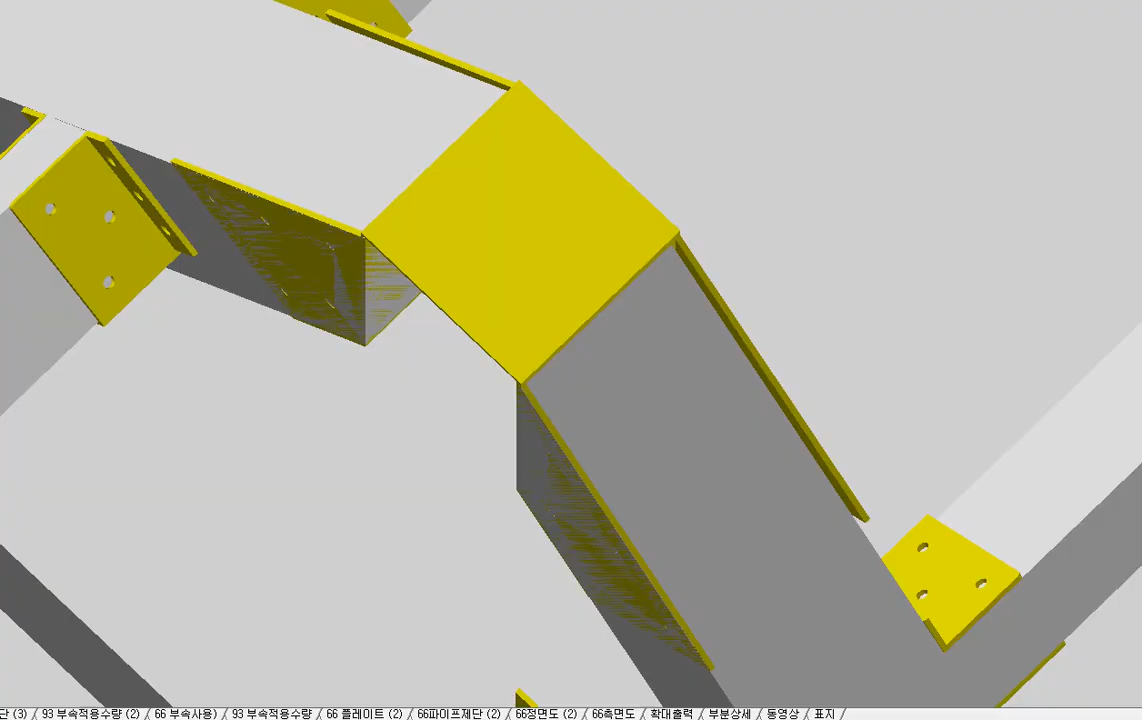 단 (3) / 93 부속적용수량 (2) / 66 부속사용) / 93 부속적용수량 / 66 플레이트 (2) / 66파이프제단 (2) / 66정면도 (2) / 66측면도 / 확대출력 / 부분상세 / 동영상 / 표지 /